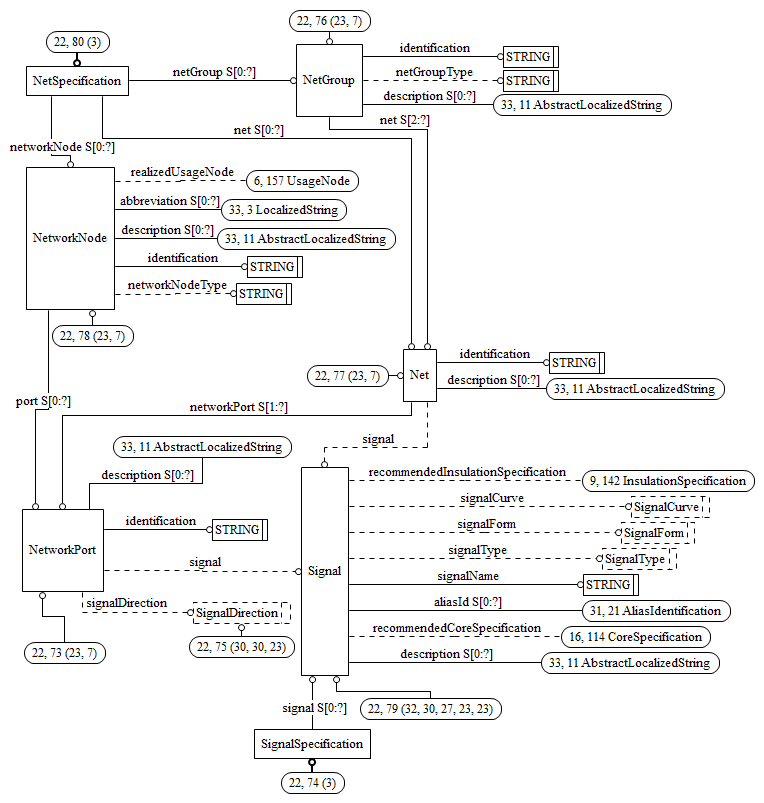 22, 76 (23, 7)
22, 80 (3)
NetSpecification
netGroup S[0:?]
NetGroup
identification
STRING
netGroupType
STRING
description S[0:?]
33, 11 AbstractLocalizedString
net S[2:?]
net S[0:?]
networkNode S[0:?]
NetworkNode
realizedUsageNode
6, 157 UsageNode
abbreviation S[0:?]
33, 3 LocalizedString
description S[0:?]
33, 11 AbstractLocalizedString
identification
STRING
networkNodeType
STRING
22, 78 (23, 7)
22, 77 (23, 7)
Net
identification
STRING
description S[0:?]
33, 11 AbstractLocalizedString
port S[0:?]
networkPort S[1:?]
signal
33, 11 AbstractLocalizedString
description S[0:?]
NetworkPort
identification
STRING
signal
signalDirection
SignalDirection
22, 75 (30, 30, 23)
22, 73 (23, 7)
Signal
recommendedInsulationSpecification
9, 142 InsulationSpecification
signalCurve
SignalCurve
signalForm
SignalForm
signalType
SignalType
signalName
STRING
aliasId S[0:?]
31, 21 AliasIdentification
recommendedCoreSpecification
16, 114 CoreSpecification
description S[0:?]
33, 11 AbstractLocalizedString
signal S[0:?]
22, 79 (32, 30, 27, 23, 23)
SignalSpecification
22, 74 (3)